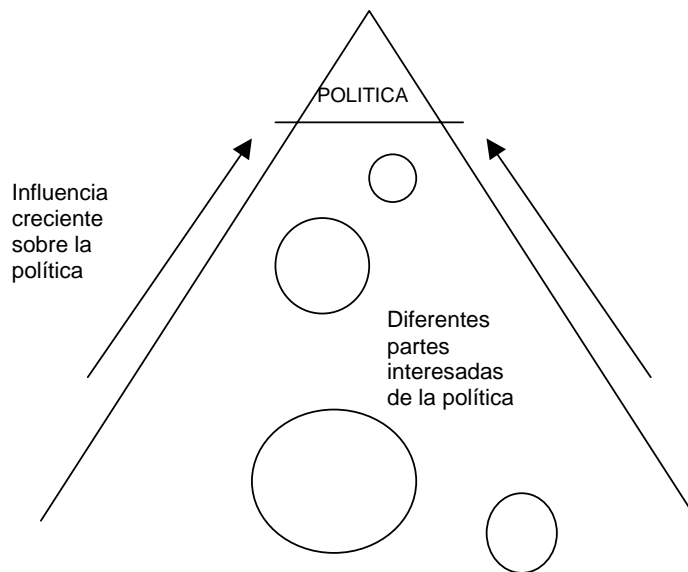 POLITICA
Influencia
creciente
sobre la
política
Diferentes
partes
interesadas
de la política